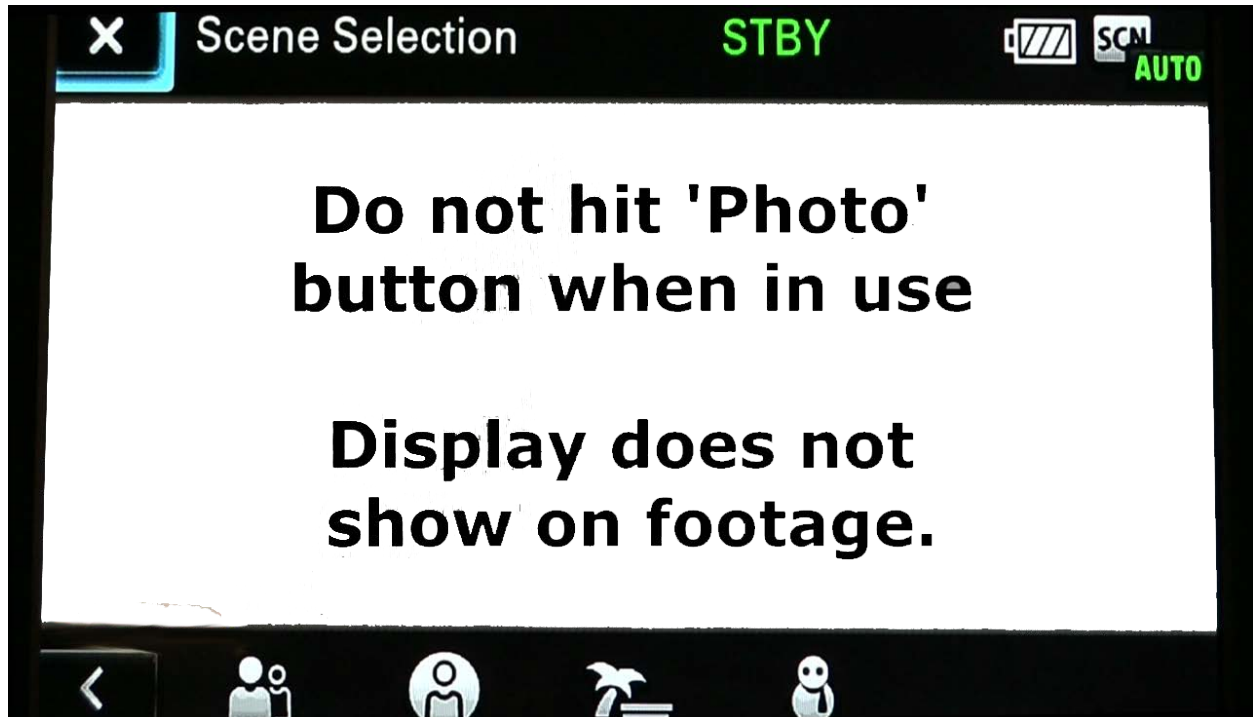 Scene Selection STBY SCN
AUTO
Do not hit 'Photo'
button when in use
Display does not
show on footage.